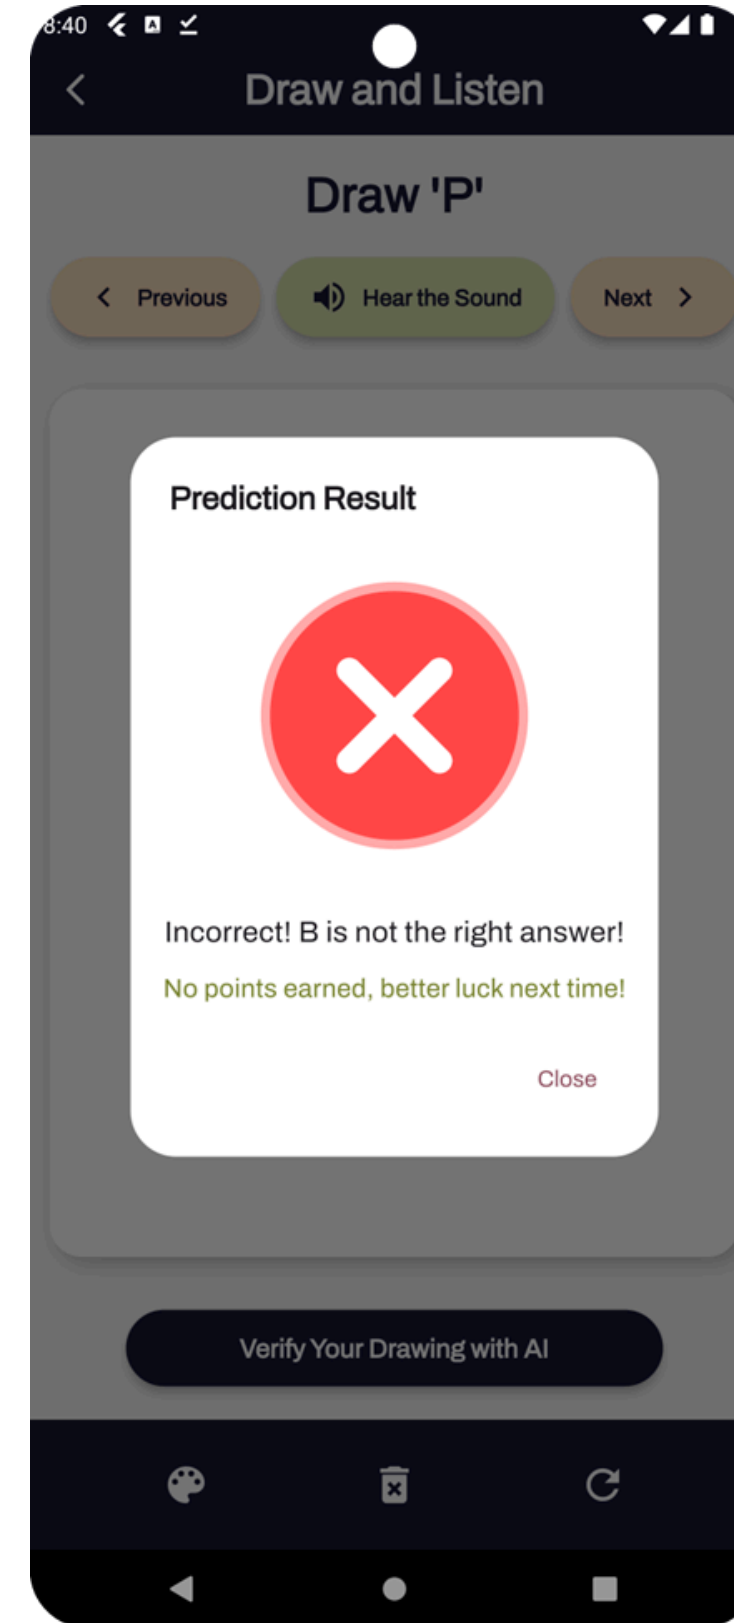 8:40
Draw and Listen
Draw 'P'
Previous
Hear the Sound
Next
Prediction Result
Incorrect! B is not the right answer!
No points earned, better luck next time!
Close
Verify Your Drawing with AI